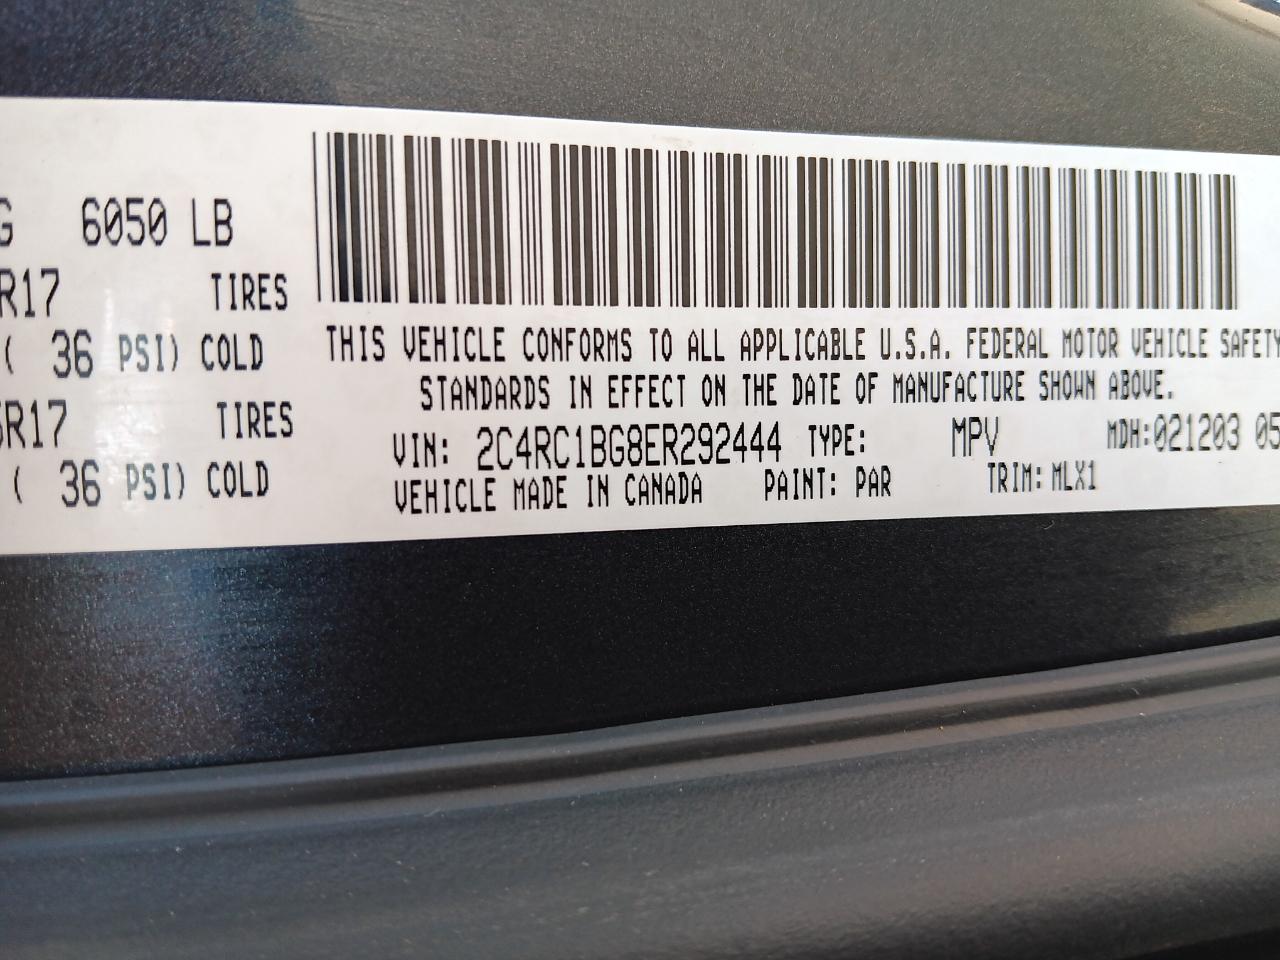 G 6050 LB
R17 TIRES
( 36 PSI) COLD
5R17 TIRES
( 36 PSI) COLD
THIS VEHICLE CONFORMS TO ALL APPLICABLE U.S.A. FEDERAL MOTOR VEHICLE SAFETY
STANDARDS IN EFFECT ON THE DATE OF MANUFACTURE SHOWN ABOVE.
VIN: 2C4RC1BG8ER292444 TYPE: MPV MDH:021203 05
VEHICLE MADE IN CANADA PAINT: PAR TRIM: MLX1